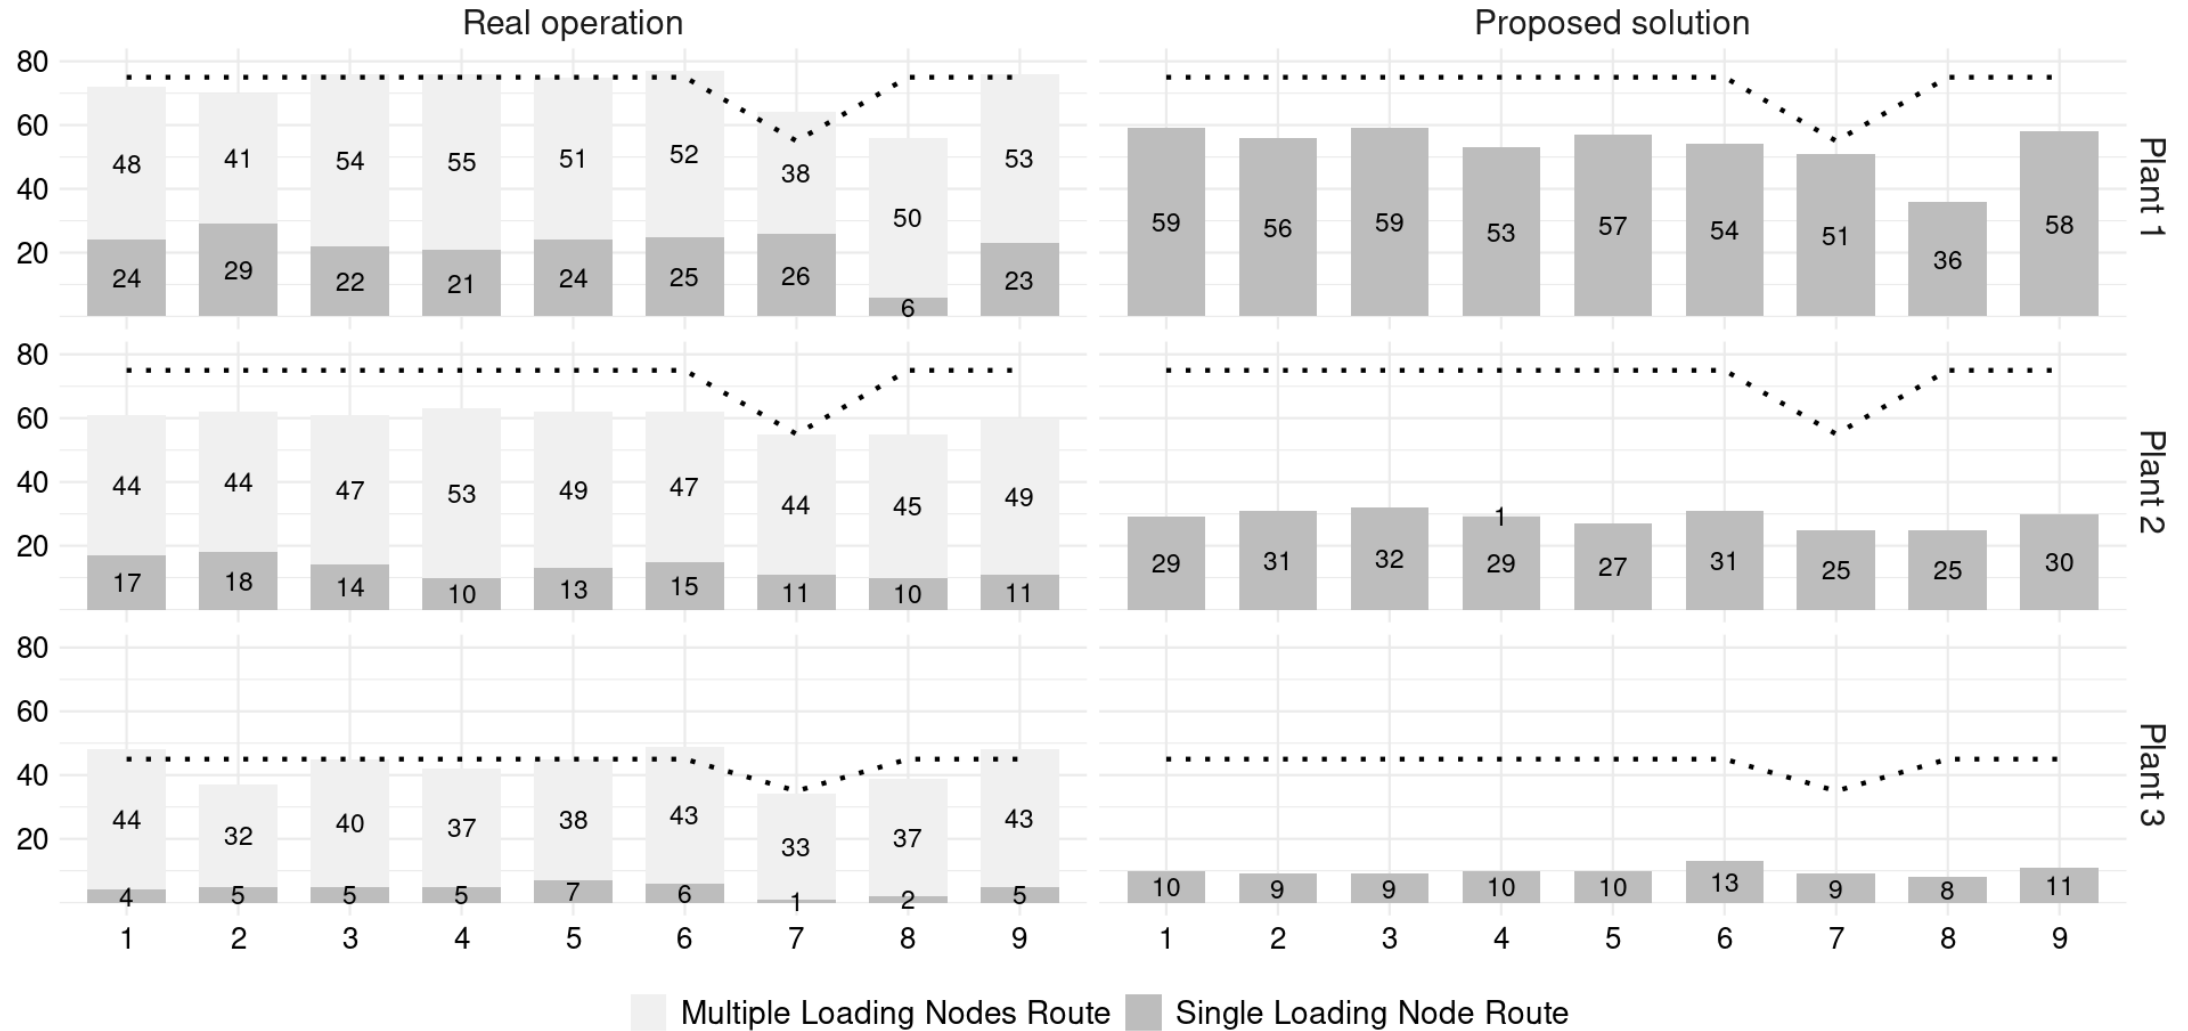 Real operation Proposed solution
80
60
40
20
48 41 54 55 51 52 38 50 53
24 29 22 21 24 25 26 6 23
59 56 59 53 57 54 51 36 58
Plant 1
80
60
40
20
44 44 47 53 49 47 44 45 49
17 18 14 10 13 15 11 10 11
1
29 31 32 29 27 31 25 25 30
Plant 2
80
60
40
20
44 32 40 37 38 43 33 37 43
4 5 5 5 7 6 1 2 5
10 9 9 10 10 13 9 8 11
Plant 3
1 2 3 4 5 6 7 8 9
1 2 3 4 5 6 7 8 9
Multiple Loading Nodes Route Single Loading Node Route